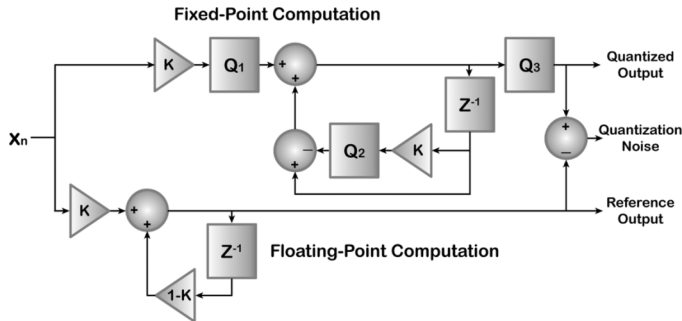 Fixed-Point Computation
K
Q1
+
+
Q3
Quantized
Output
Z-1
Xn
+
−
Q2
K
+
−
Quantization
Noise
K
+
+
Reference
Output
Z-1
Floating-Point Computation
1-K